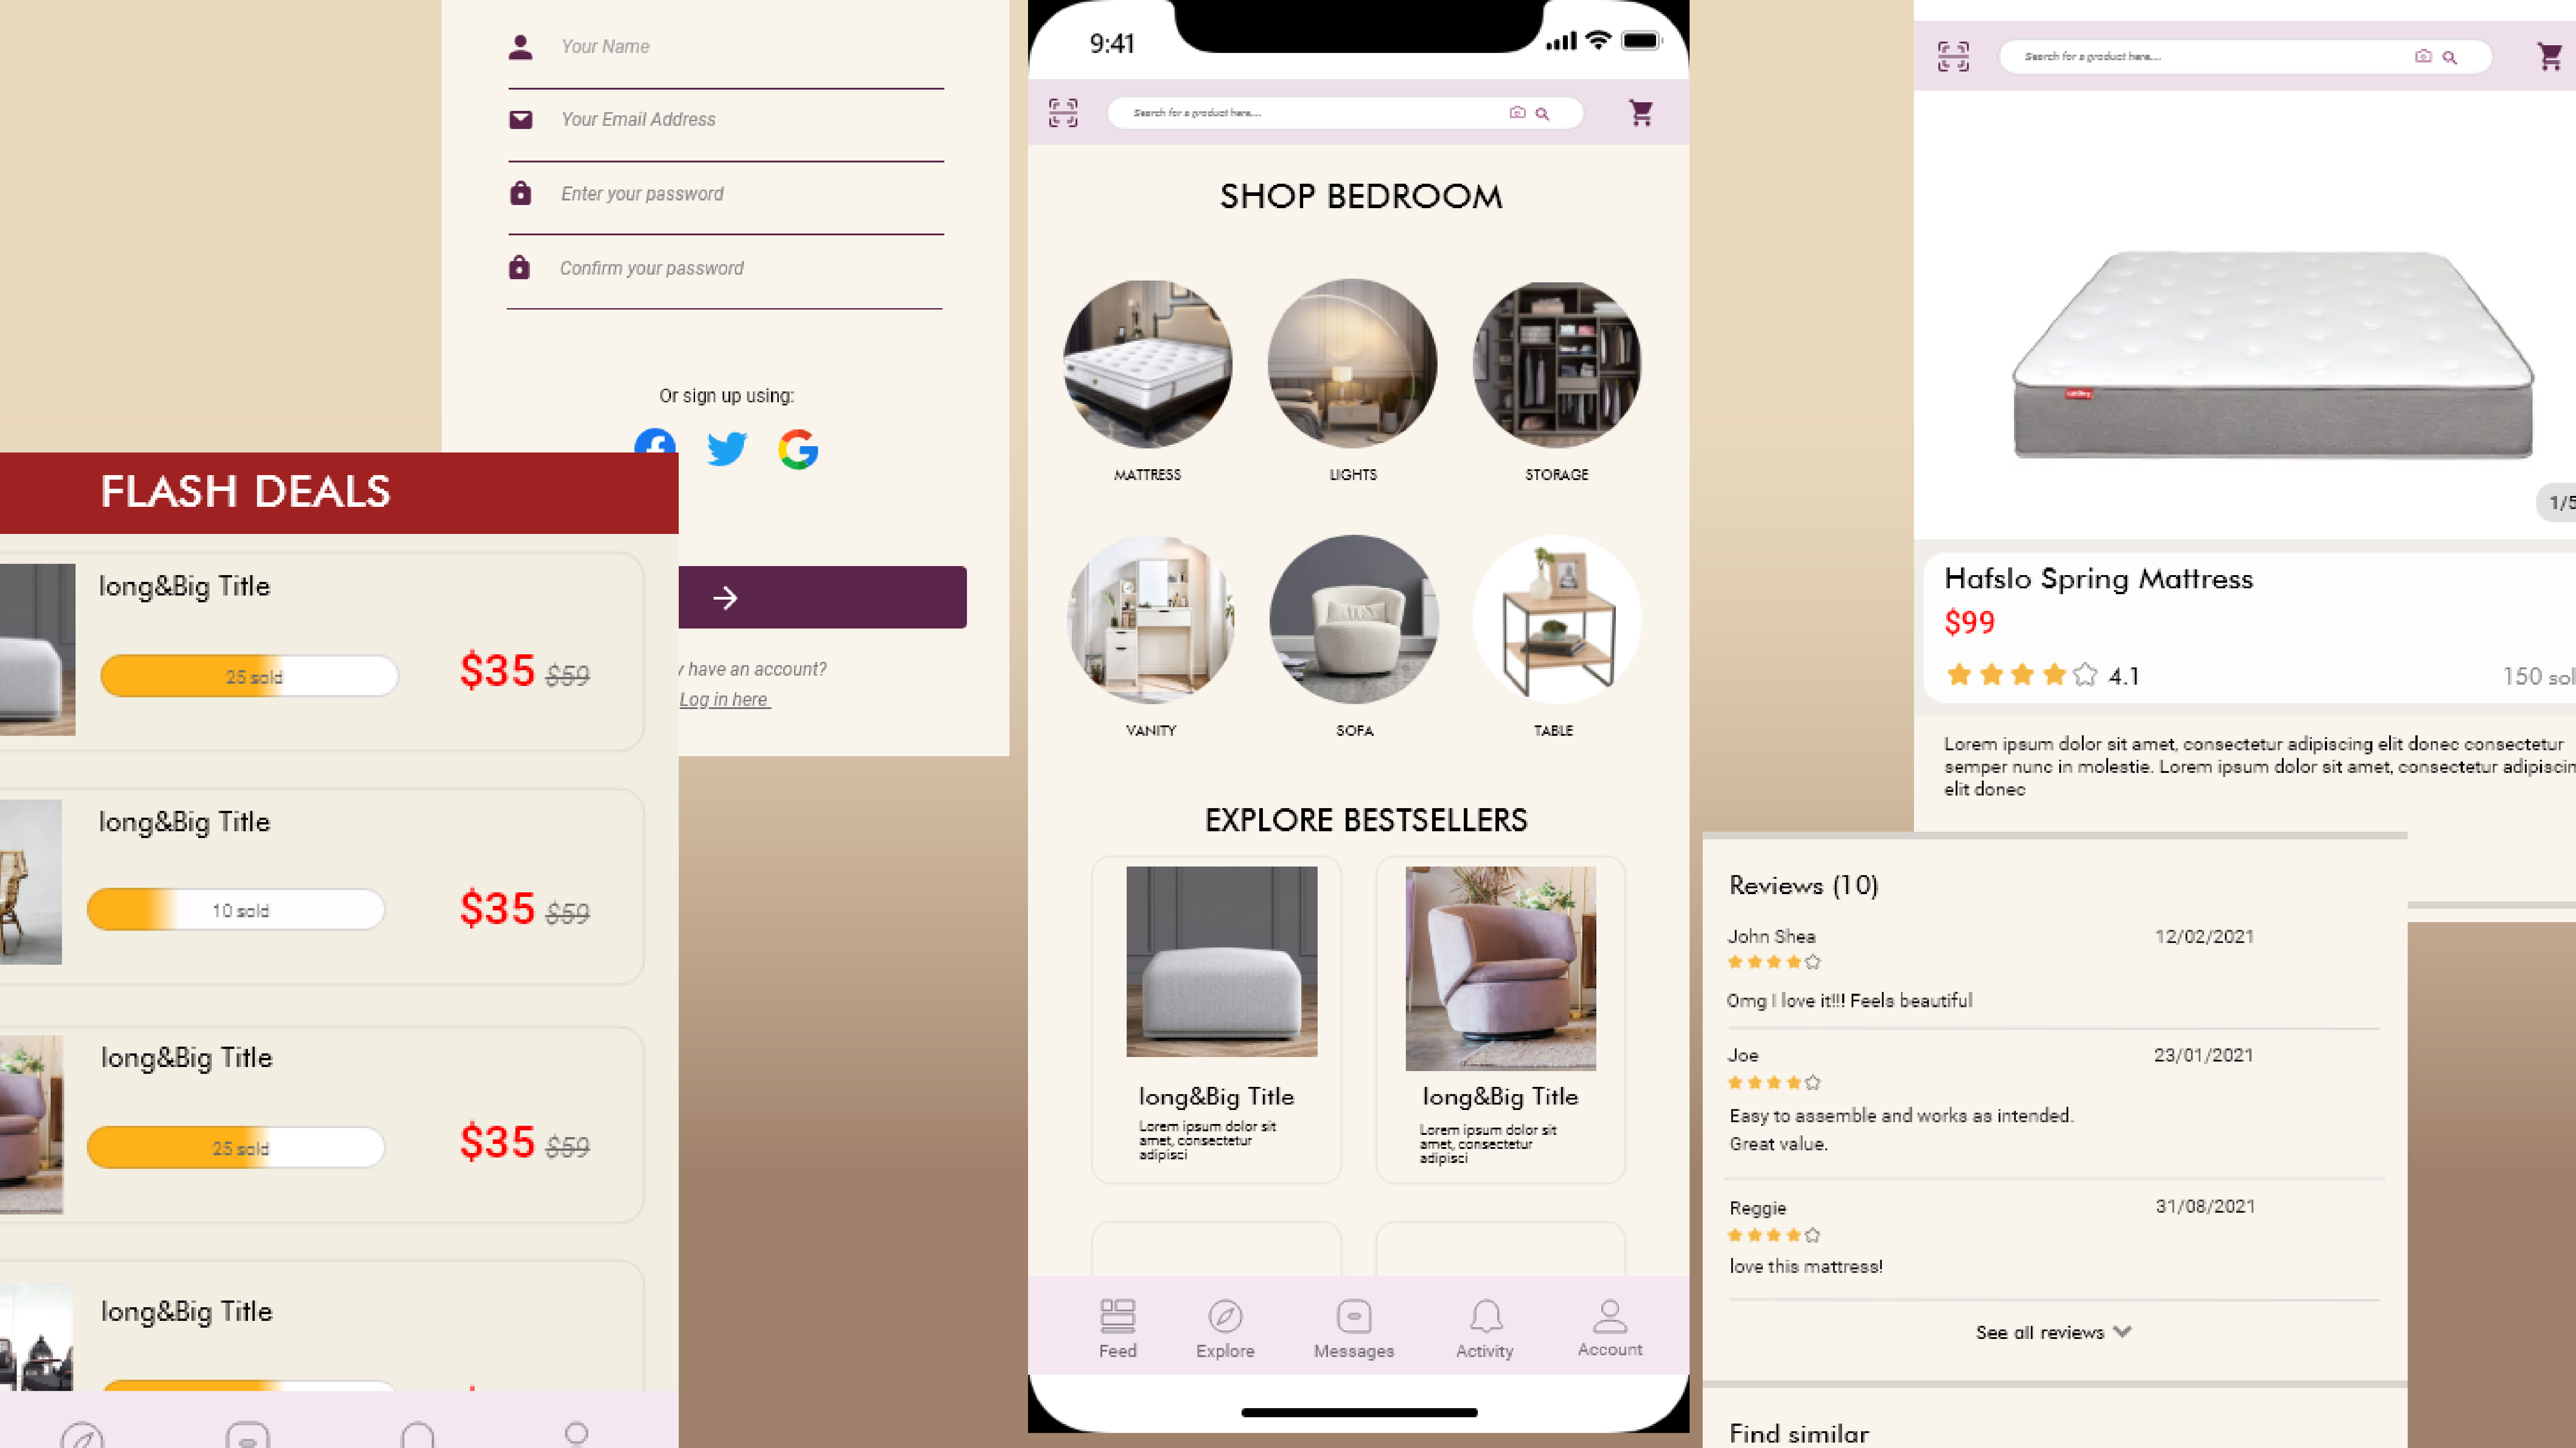 Your Name
Your Email Address
Enter your password
Confirm your password
Or sign up using:
have an account?
Log in here
FLASH DEALS
long&Big Title
25 sold
$35 $59
long&Big Title
10 sold
$35 $59
long&Big Title
25 sold
$35 $59
long&Big Title
9:41
Search for a product here....
SHOP BEDROOM
MATTRESS
LIGHTS
STORAGE
VANITY
SOFA
TABLE
EXPLORE BESTSELLERS
long&Big Title
Lorem ipsum dolor sit
amet, consectetur
adipisci
long&Big Title
Lorem ipsum dolor sit
amet, consectetur
adipisci
Feed
Explore
Messages
Activity
Account
Search for a product here....
1/5
Hafslo Spring Mattress
$99
4.1
150 sol
Lorem ipsum dolor sit amet, consectetur adipiscing elit donec consectetur
semper nunc in molestie. Lorem ipsum dolor sit amet, consectetur adipiscin
elit donec
Reviews (10)
John Shea
12/02/2021
Omg I love it!!! Feels beautiful
Joe
23/01/2021
Easy to assemble and works as intended.
Great value.
Reggie
31/08/2021
love this mattress!
See all reviews
Find similar